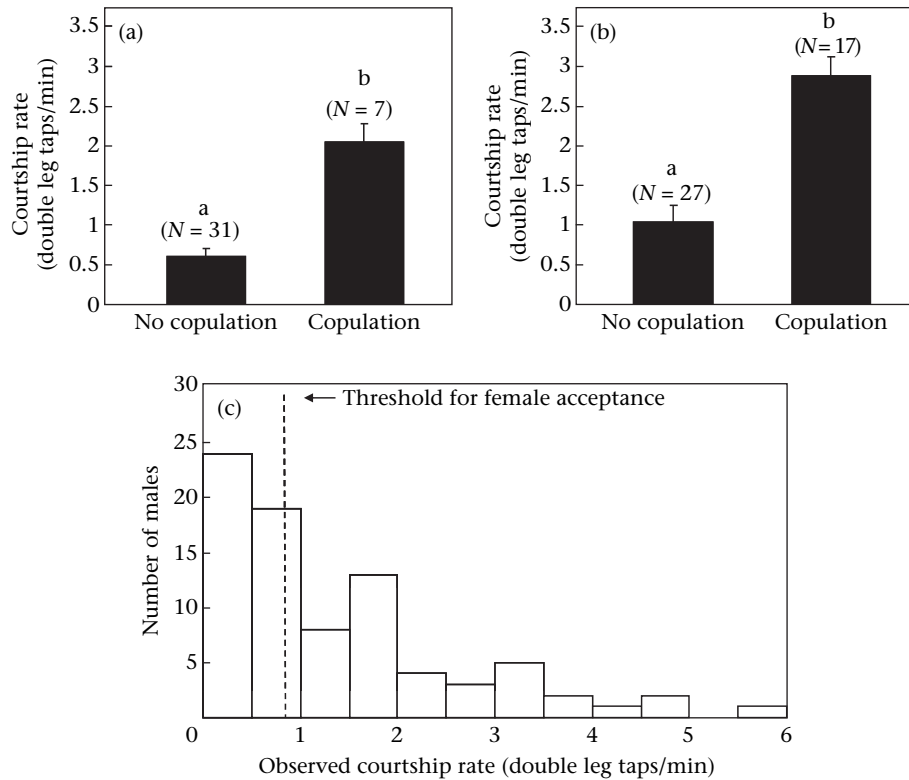 (a)
Courtship rate
(double leg taps/min)
3.5
3
2.5
2
1.5
1
0.5
0
a
(N = 31)
b
(N = 7)
No copulation
Copulation
(b)
Courtship rate
(double leg taps/min)
3.5
3
2.5
2
1.5
1
0.5
0
a
(N = 27)
b
(N = 17)
No copulation
Copulation
(c)
Number of males
30
25
20
15
10
5
Threshold for female acceptance
0 1 2 3 4 5 6
Observed courtship rate (double leg taps/min)